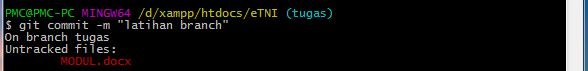 PMC@PMC-PC MINGW64 /d/xampp/htdocs/eTNI (tugas)
$ git commit -m "latihan branch"
On branch tugas
Untracked files:
MODUL.docx